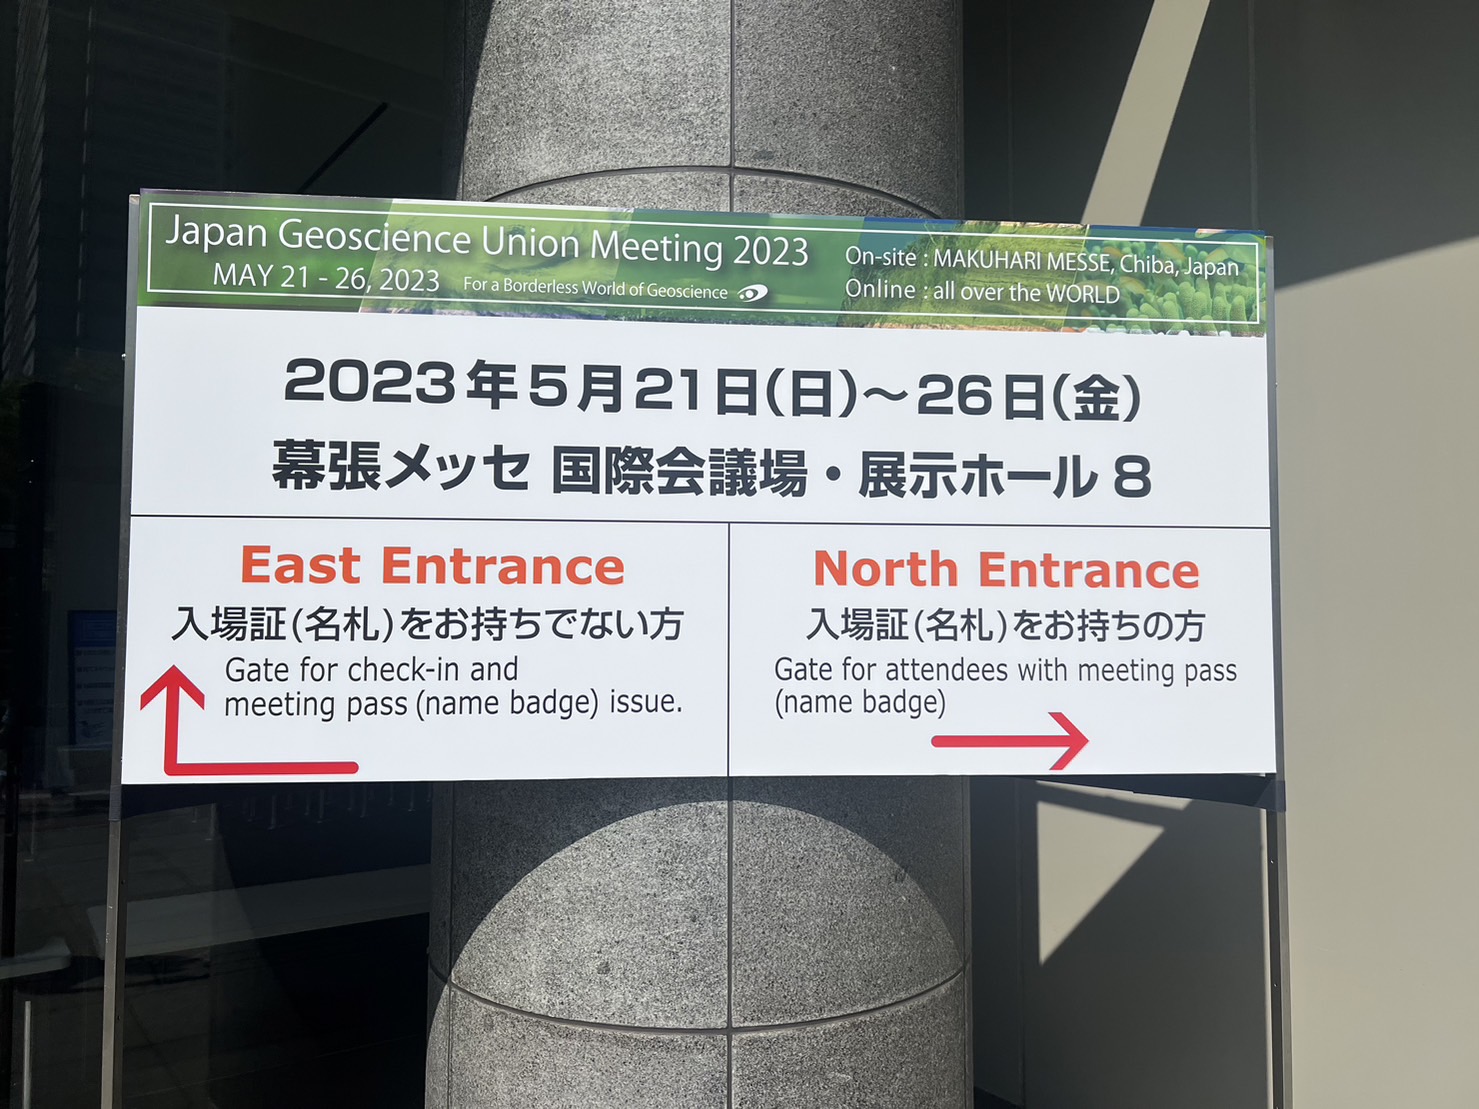 Japan Geoscience Union Meeting 2023
MAY 21 - 26, 2023 For a Borderless World of Geoscience
On-site : MAKUHARI MESSE, Chiba, Japan
Online : all over the WORLD
2023年5月21日(日)～26日(金)
幕張メッセ 国際会議場・展示ホール 8
East Entrance
入場証(名札)をお持ちでない方
Gate for check-in and
meeting pass (name badge) issue.
North Entrance
入場証(名札)をお持ちの方
Gate for attendees with meeting pass
(name badge)